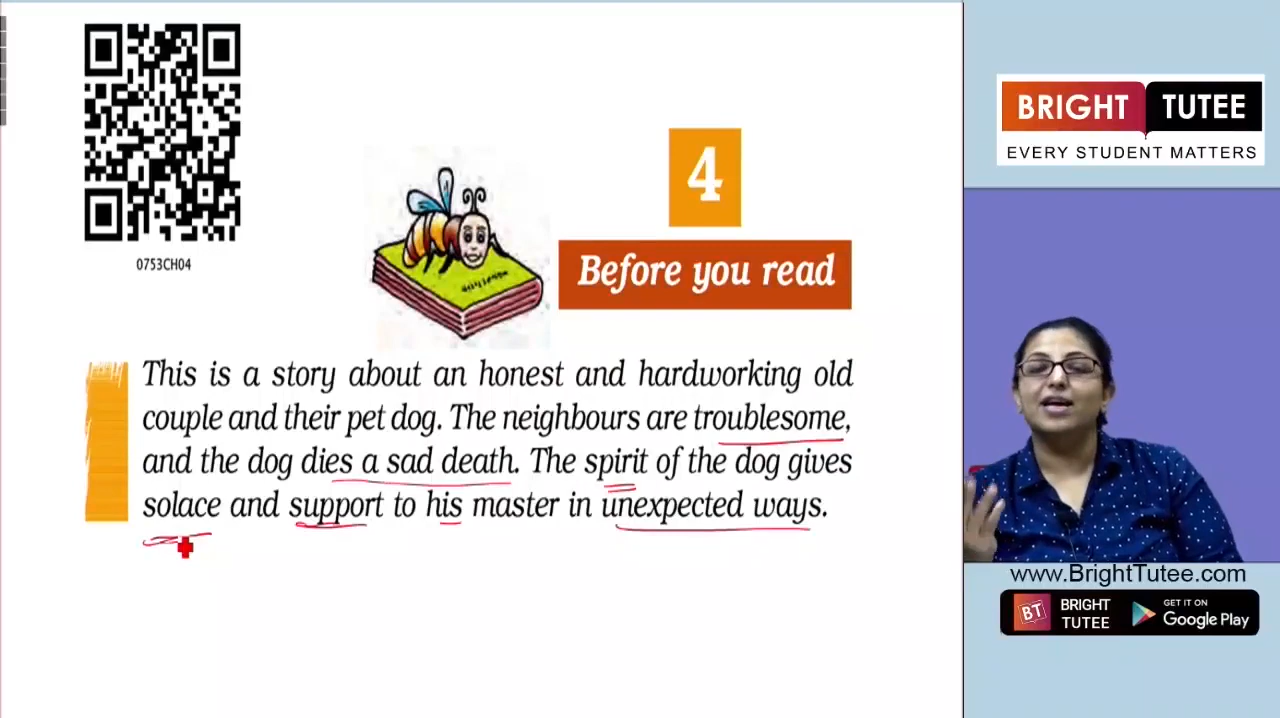 0753CH04
4
Before you read
This is a story about an honest and hardworking old
couple and their pet dog. The neighbours are troublesome,
and the dog dies a sad death. The spirit of the dog gives
solace and support to his master in unexpected ways.
BRIGHT TUTEE
EVERY STUDENT MATTERS
www.BrightTutee.com
BT
BRIGHT
TUTEE
GET IT ON
Google Play